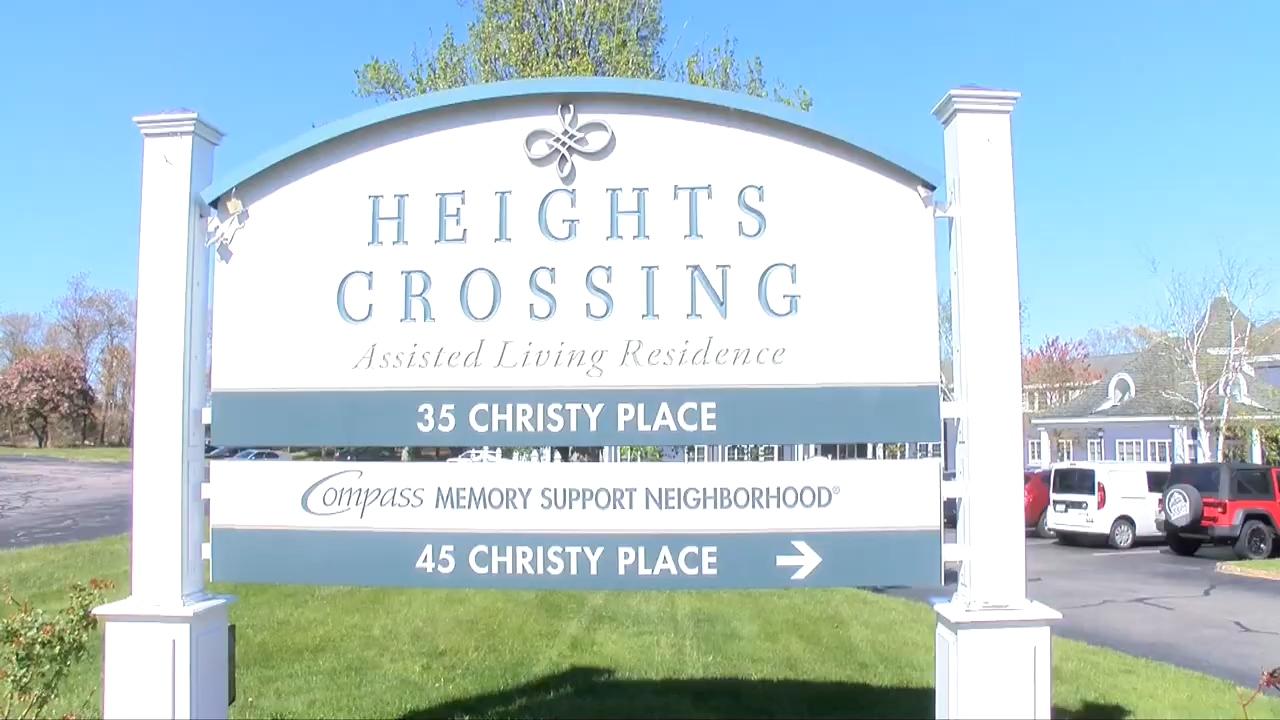 HEIGHTS
CROSSING
Assisted Living Residence
35 CHRISTY PLACE
Compass MEMORY SUPPORT NEIGHBORHOOD®
45 CHRISTY PLACE →